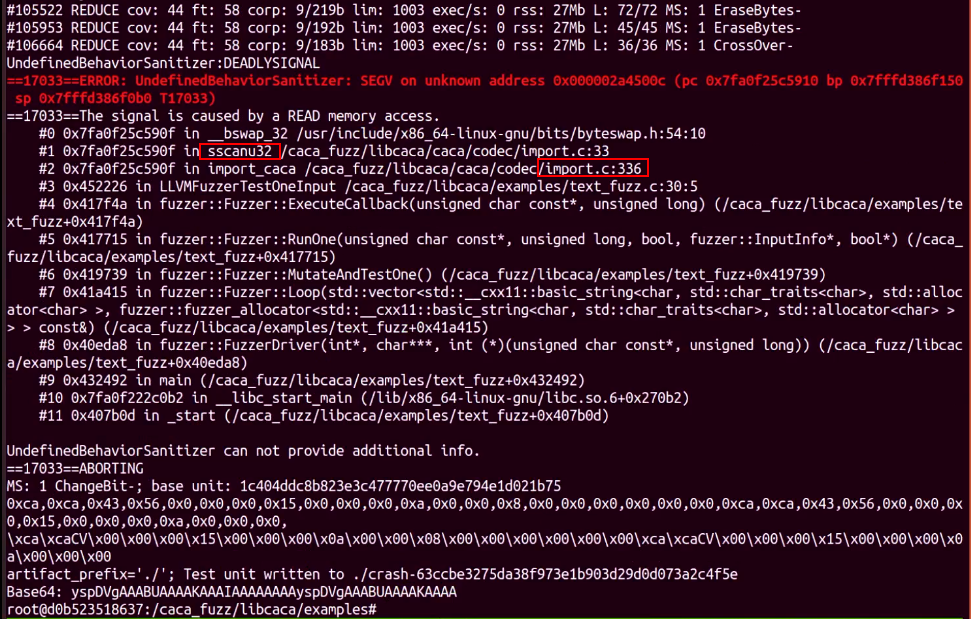 #105522 REDUCE cov: 44 ft: 58 corp: 9/219b lim: 1003 exec/s: 0 rss: 27Mb L: 72/72 MS: 1 EraseBytes-
#105953 REDUCE cov: 44 ft: 58 corp: 9/192b lim: 1003 exec/s: 0 rss: 27Mb L: 45/45 MS: 1 EraseBytes-
#106664 REDUCE cov: 44 ft: 58 corp: 9/183b lim: 1003 exec/s: 0 rss: 27Mb L: 36/36 MS: 1 CrossOver-
UndefinedBehaviorSanitizer:DEADLYSIGNAL
==17033==ERROR: UndefinedBehaviorSanitizer: SEGV on unknown address 0x000002a4500c (pc 0x7fa0f25c5910 bp 0x7fffd386f150
 sp 0x7fffd386f0b0 T17033)
==17033==The signal is caused by a READ memory access.
    #0 0x7fa0f25c590f in __bswap_32 /usr/include/x86_64-linux-gnu/bits/byteswap.h:54:10
    #1 0x7fa0f25c590f in sscanu32 /caca_fuzz/libcaca/caca/codec/import.c:33
    #2 0x7fa0f25c590f in import_caca /caca_fuzz/libcaca/caca/codec/import.c:336
    #3 0x452226 in LLVMFuzzerTestOneInput /caca_fuzz/libcaca/examples/text_fuzz.c:30:5
    #4 0x417f4a in fuzzer::Fuzzer::ExecuteCallback(unsigned char const*, unsigned long) (/caca_fuzz/libcaca/examples/te
xt_fuzz+0x417f4a)
    #5 0x417715 in fuzzer::Fuzzer::RunOne(unsigned char const*, unsigned long, bool, fuzzer::InputInfo*, bool*) (/caca_
fuzz/libcaca/examples/text_fuzz+0x417715)
    #6 0x419739 in fuzzer::Fuzzer::MutateAndTestOne() (/caca_fuzz/libcaca/examples/text_fuzz+0x419739)
    #7 0x41a415 in fuzzer::Fuzzer::Loop(std::vector<std::__cxx11::basic_string<char, std::char_traits<char>, std::alloc
ator<char> >, fuzzer::fuzzer_allocator<std::__cxx11::basic_string<char, std::char_traits<char>, std::allocator<char> >
> > const&) (/caca_fuzz/libcaca/examples/text_fuzz+0x41a415)
    #8 0x40eda8 in fuzzer::FuzzerDriver(int*, char***, int (*)(unsigned char const*, unsigned long)) (/caca_fuzz/libcac
a/examples/text_fuzz+0x40eda8)
    #9 0x432492 in main (/caca_fuzz/libcaca/examples/text_fuzz+0x432492)
    #10 0x7fa0f222c0b2 in __libc_start_main (/lib/x86_64-linux-gnu/libc.so.6+0x270b2)
    #11 0x407b0d in _start (/caca_fuzz/libcaca/examples/text_fuzz+0x407b0d)
UndefinedBehaviorSanitizer can not provide additional info.
==17033==ABORTING
MS: 1 ChangeBit-; base unit: 1c404ddc8b823e3c477770ee0a9e794e1d021b75
0xca,0xca,0x43,0x56,0x0,0x0,0x0,0x15,0x0,0x0,0x0,0xa,0x0,0x0,0x8,0x0,0x0,0x0,0x0,0x0,0x0,0xca,0xca,0x43,0x56,0x0,0x0,0x
0,0x15,0x0,0x0,0x0,0xa,0x0,0x0,0x0,
\xca\xcaCV\x00\x00\x00\x15\x00\x00\x00\x0a\x00\x00\x08\x00\x00\x00\x00\x00\x00\xca\xcaCV\x00\x00\x00\x15\x00\x00\x00\x0
a\x00\x00\x00
artifact_prefix='./'; Test unit written to ./crash-63ccbe3275da38f973e1b903d29d0d073a2c4f5e
Base64: yspDVgAAABUAAAAKAAAIAAAAAAAAyspDVgAAABUAAAAKAAAA
root@d0b523518637:/caca_fuzz/libcaca/examples#